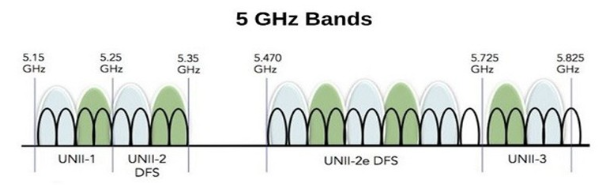 5 GHz Bands
5.15 GHz
5.25 GHz
5.35 GHz
5.470 GHz
5.725 GHz
5.825 GHz
UNII-1
UNII-2 DFS
UNII-2e DFS
UNII-3